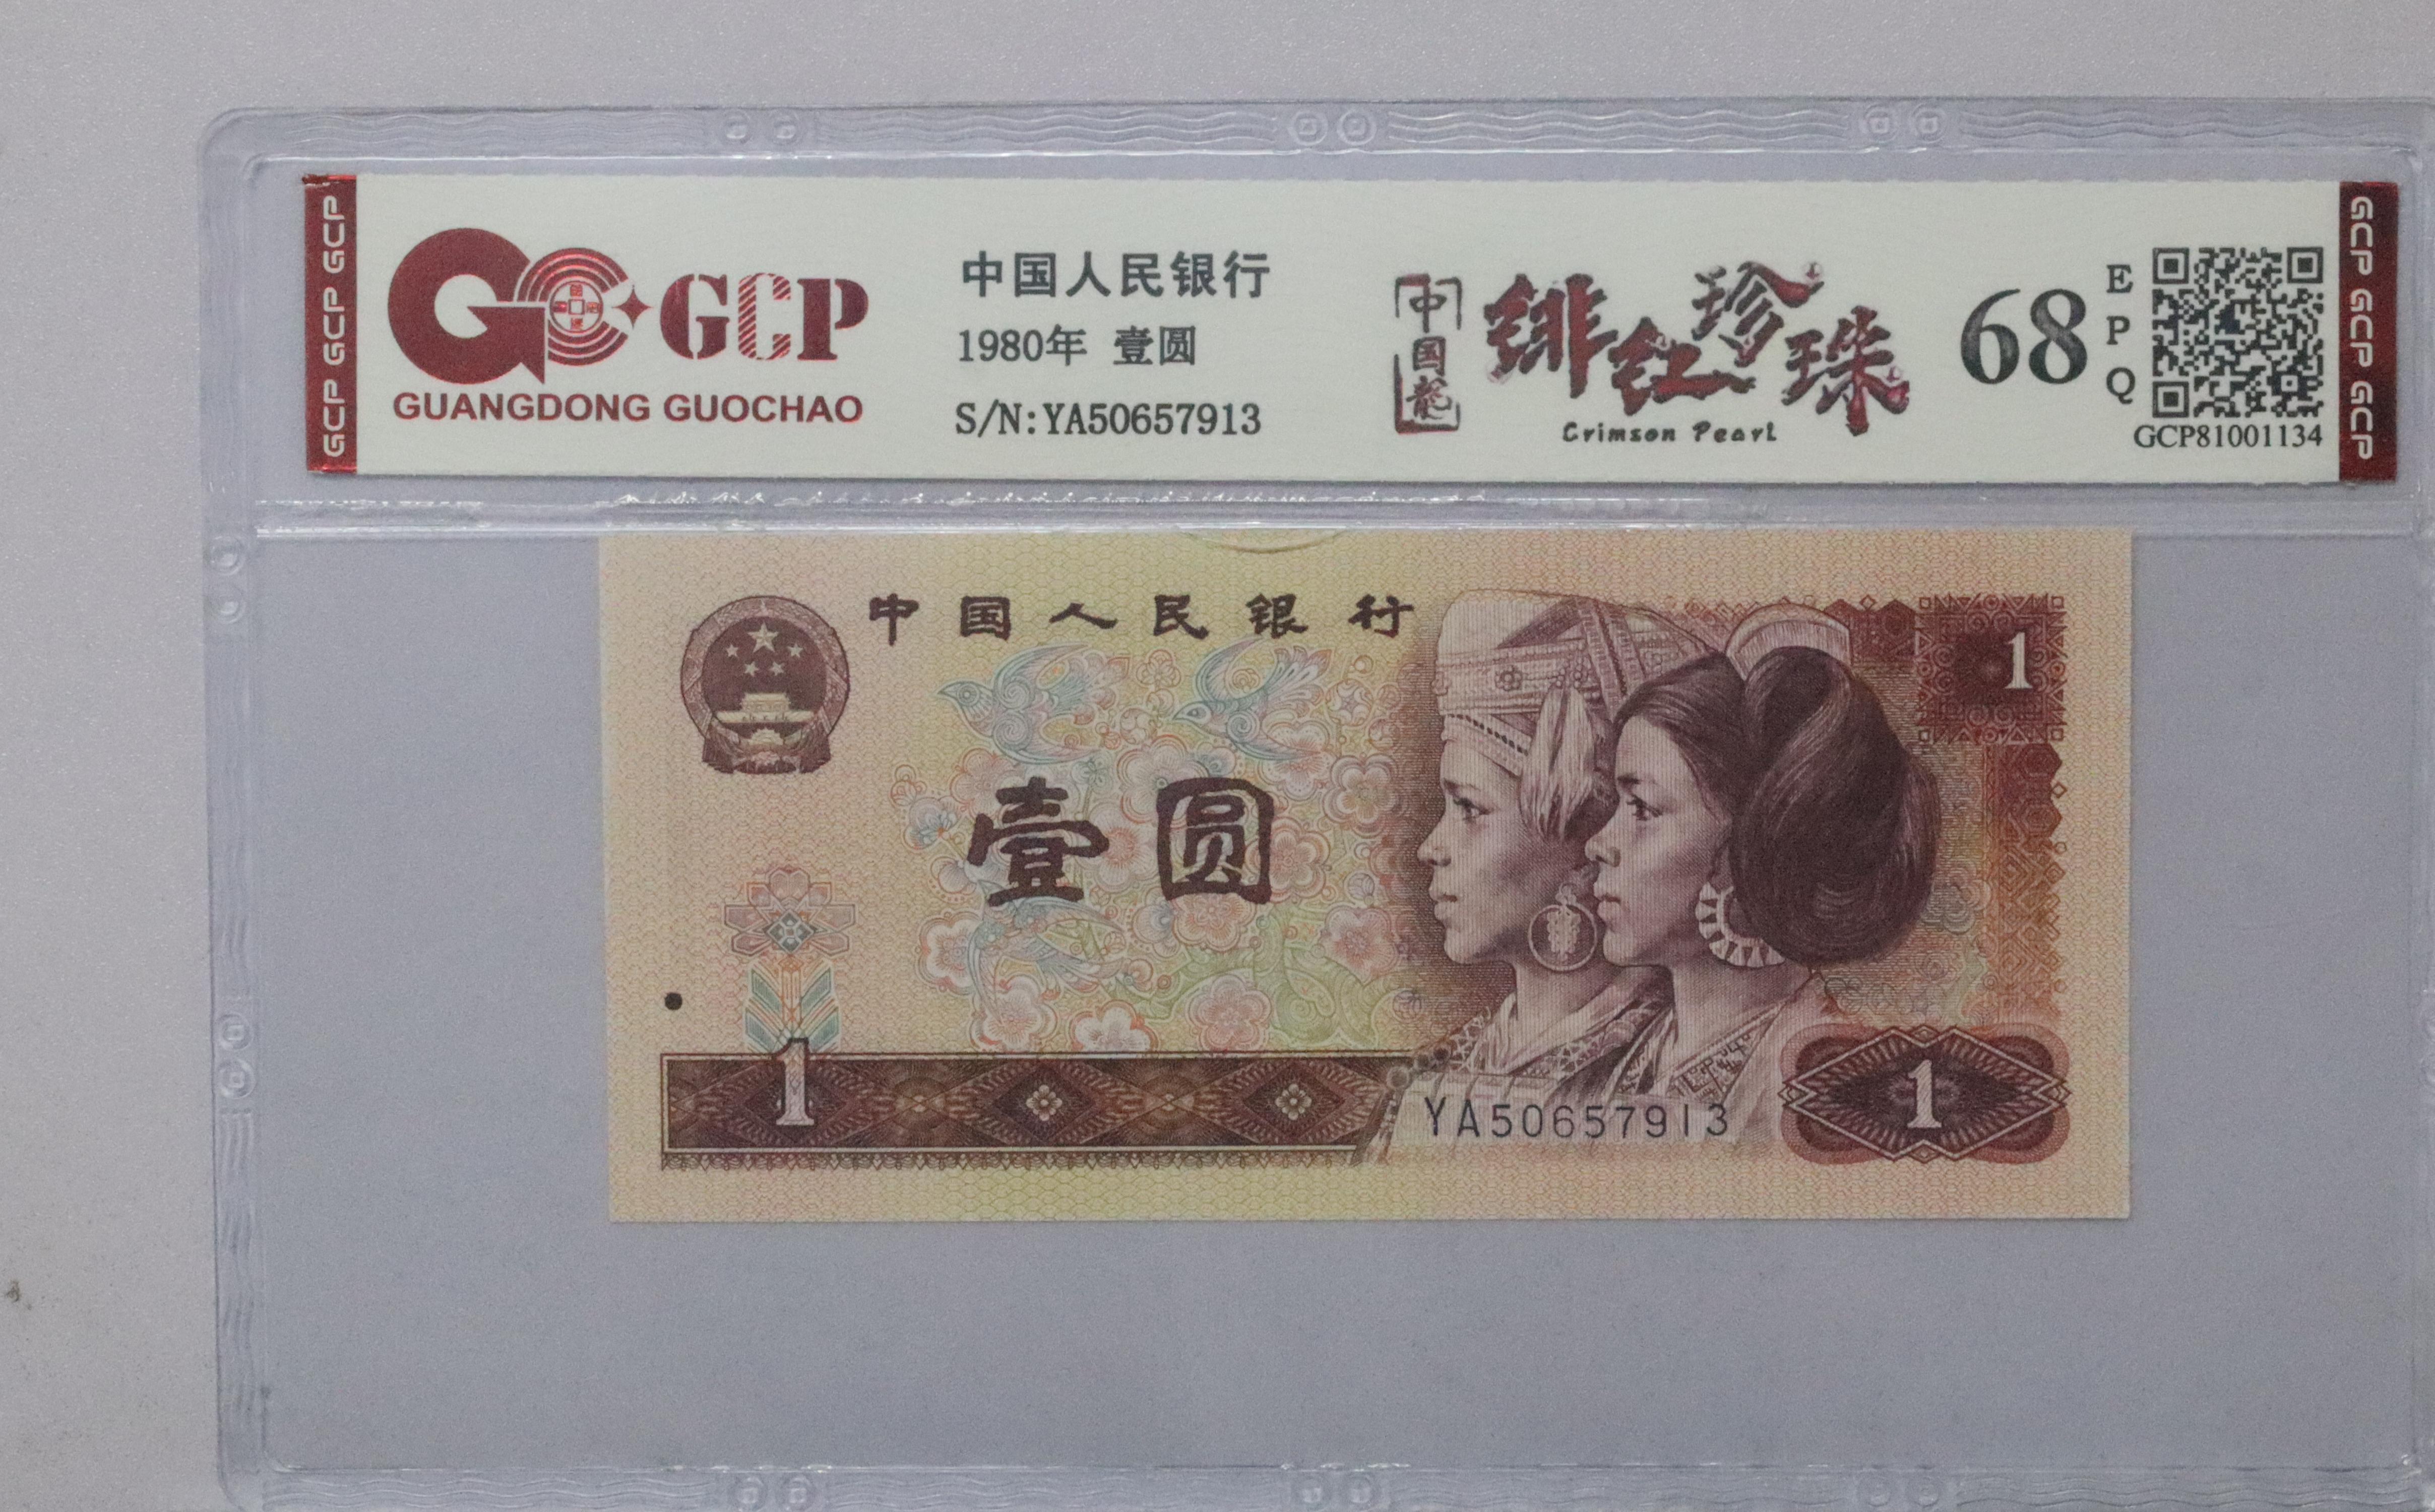 GCP GCP GCP
GCP
GUANGDONG GUOCHAO
中国人民银行
1980年 壹圆
S/N:YA50657913
中国龍
绯红珍珠
Crimson Pearl
68
EPQ
GCP81001134
GCP GCP GCP
中国人民银行
1
壹圆
1
YA50657913
1